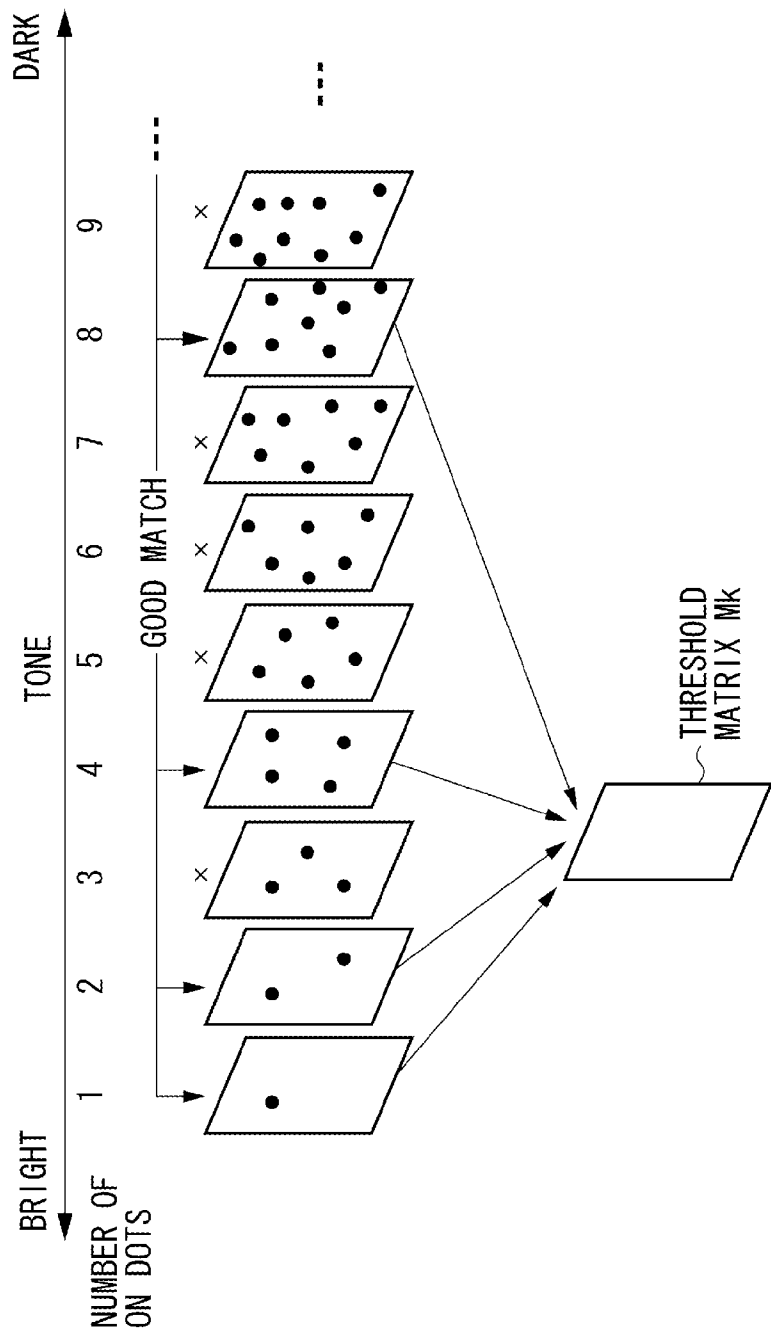 BRIGHT TONE DARK
NUMBER OF
ON DOTS
1 2 3 4 5 6 7 8 9
GOOD MATCH
× × × × ×
THRESHOLD
MATRIX Mk